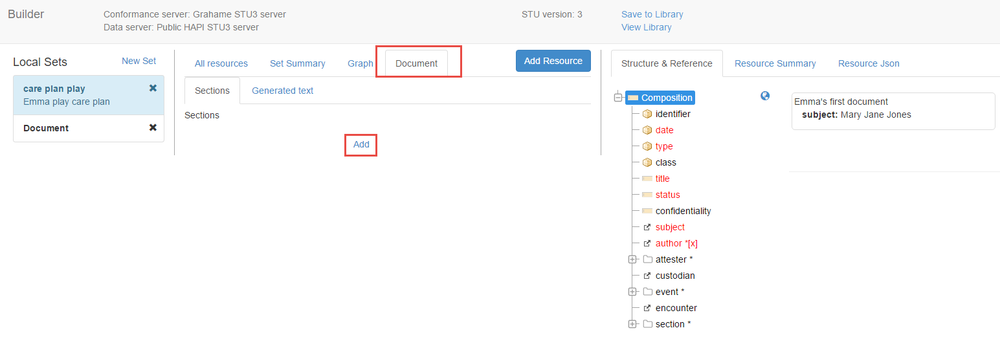 Builder
Conformance server: Grahame STU3 server
Data server: Public HAPI STU3 server
STU version: 3
Save to Library
View Library
Local Sets
New Set
care plan play
Emma play care plan
Document
All resources
Set Summary
Graph
Document
Add Resource
Sections
Generated text
Sections
Add
Structure & Reference
Resource Summary
Resource Json
Composition
identifier
date
type
class
title
status
confidentiality
subject
author *[x]
attester *
custodian
event *
encounter
section *
Emma's first document
subject: Mary Jane Jones